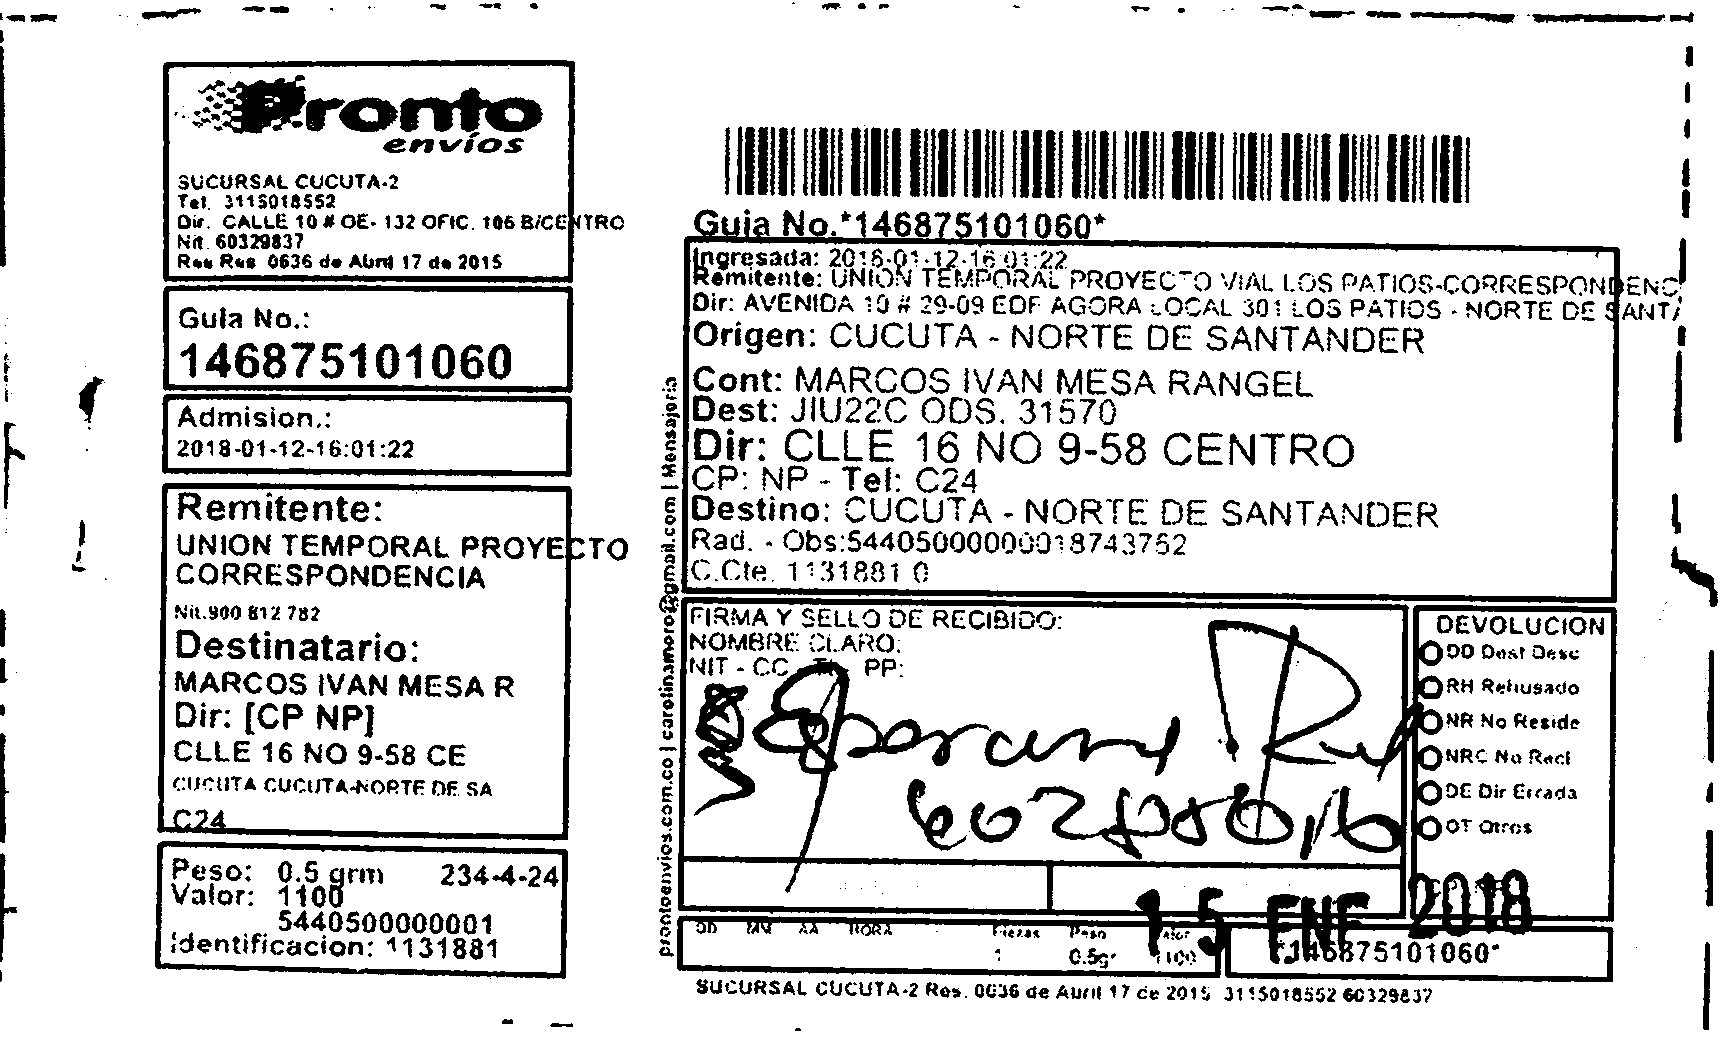 Pronto
envíos
SUCURSAL CUCUTA-2
Tel. 3115018552
Dir. CALLE 10 # OE- 132 OFIC. 106 B/CENTRO
Nit. 60329837
Res Res 0636 de Abril 17 de 2015
Guia No.:
146875101060
Admision.:
2018-01-12-16:01:22
Remitente:
UNION TEMPORAL PROYECTO
CORRESPONDENCIA
Nit.900 812 782
Destinatario:
MARCOS IVAN MESA R
Dir: [CP NP]
CLLE 16 NO 9-58 CE
CUCUTA CUCUTA-NORTE DE SA
C24
Peso: 0.5 grm 234-4-24
Valor: 1100
5440500000001
Identificacion: 1131881
prontoenvios.com.co | carolinamoros@gmail.com | Mensajeria
Guia No.*146875101060*
Ingresada: 2018-01-12-16:01:22
Remitente: UNION TEMPORAL PROYECTO VIAL LOS PATIOS-CORRESPONDENC
Dir: AVENIDA 10 # 29-09 EDF AGORA LOCAL 301 LOS PATIOS - NORTE DE SANTA
Origen: CUCUTA - NORTE DE SANTANDER
Cont: MARCOS IVAN MESA RANGEL
Dest: JIU22C ODS. 31570
Dir: CLLE 16 NO 9-58 CENTRO
CP: NP - Tel: C24
Destino: CUCUTA - NORTE DE SANTANDER
Rad. - Obs:544050000000018743752
C.Cte. 1131881 0
FIRMA Y SELLO DE RECIBIDO:
NOMBRE CLARO:
NIT - CC PP:
DEVOLUCION
DD Dest Desc
RH Rehusado
NR No Reside
NRC No Recl
DE Dir Errada
OT Otros
15 ENE 2018
DD MM AA HORA Piezas Peso Valor
1 0.5gr 1100
*146875101060*
SUCURSAL CUCUTA-2 Res. 0636 de Abril 17 de 2015 3115018552 60329837